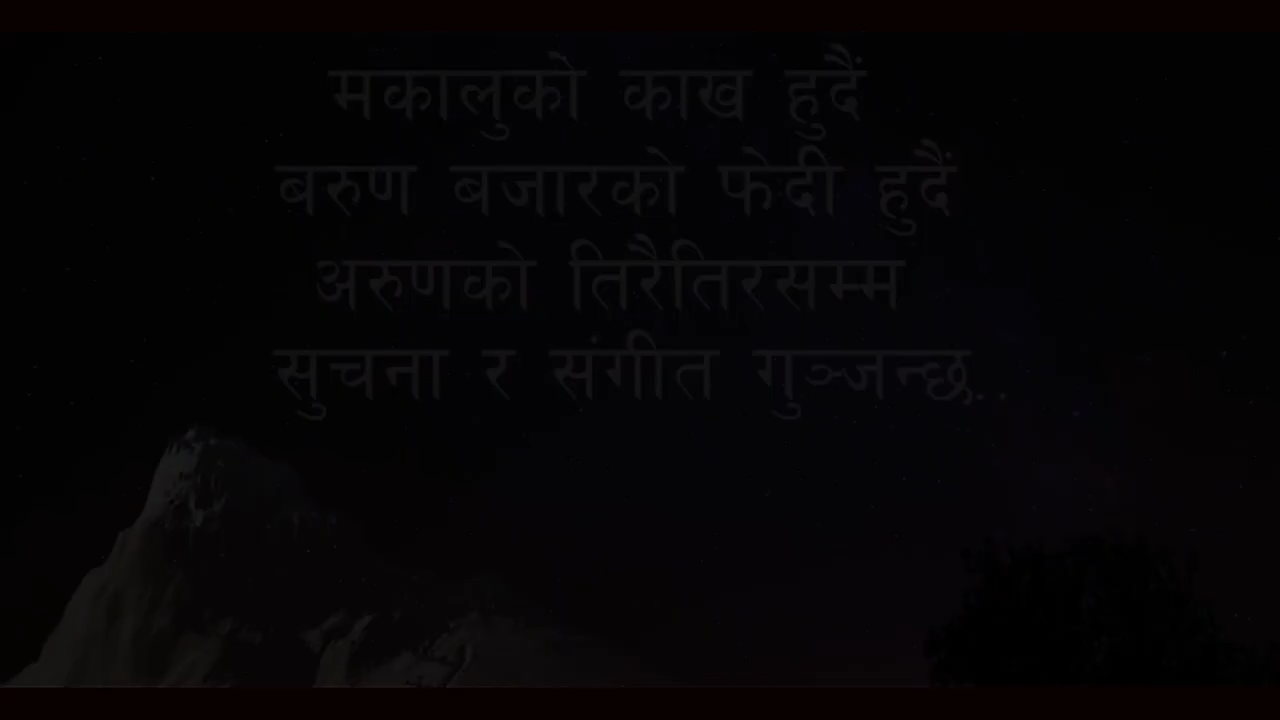 मकालुको काख हुदैं
बरुण बजारको फेदी हुदैं
अरुणको तिरैतिरसम्म
सुचना र संगीत गुञ्जन्छ..